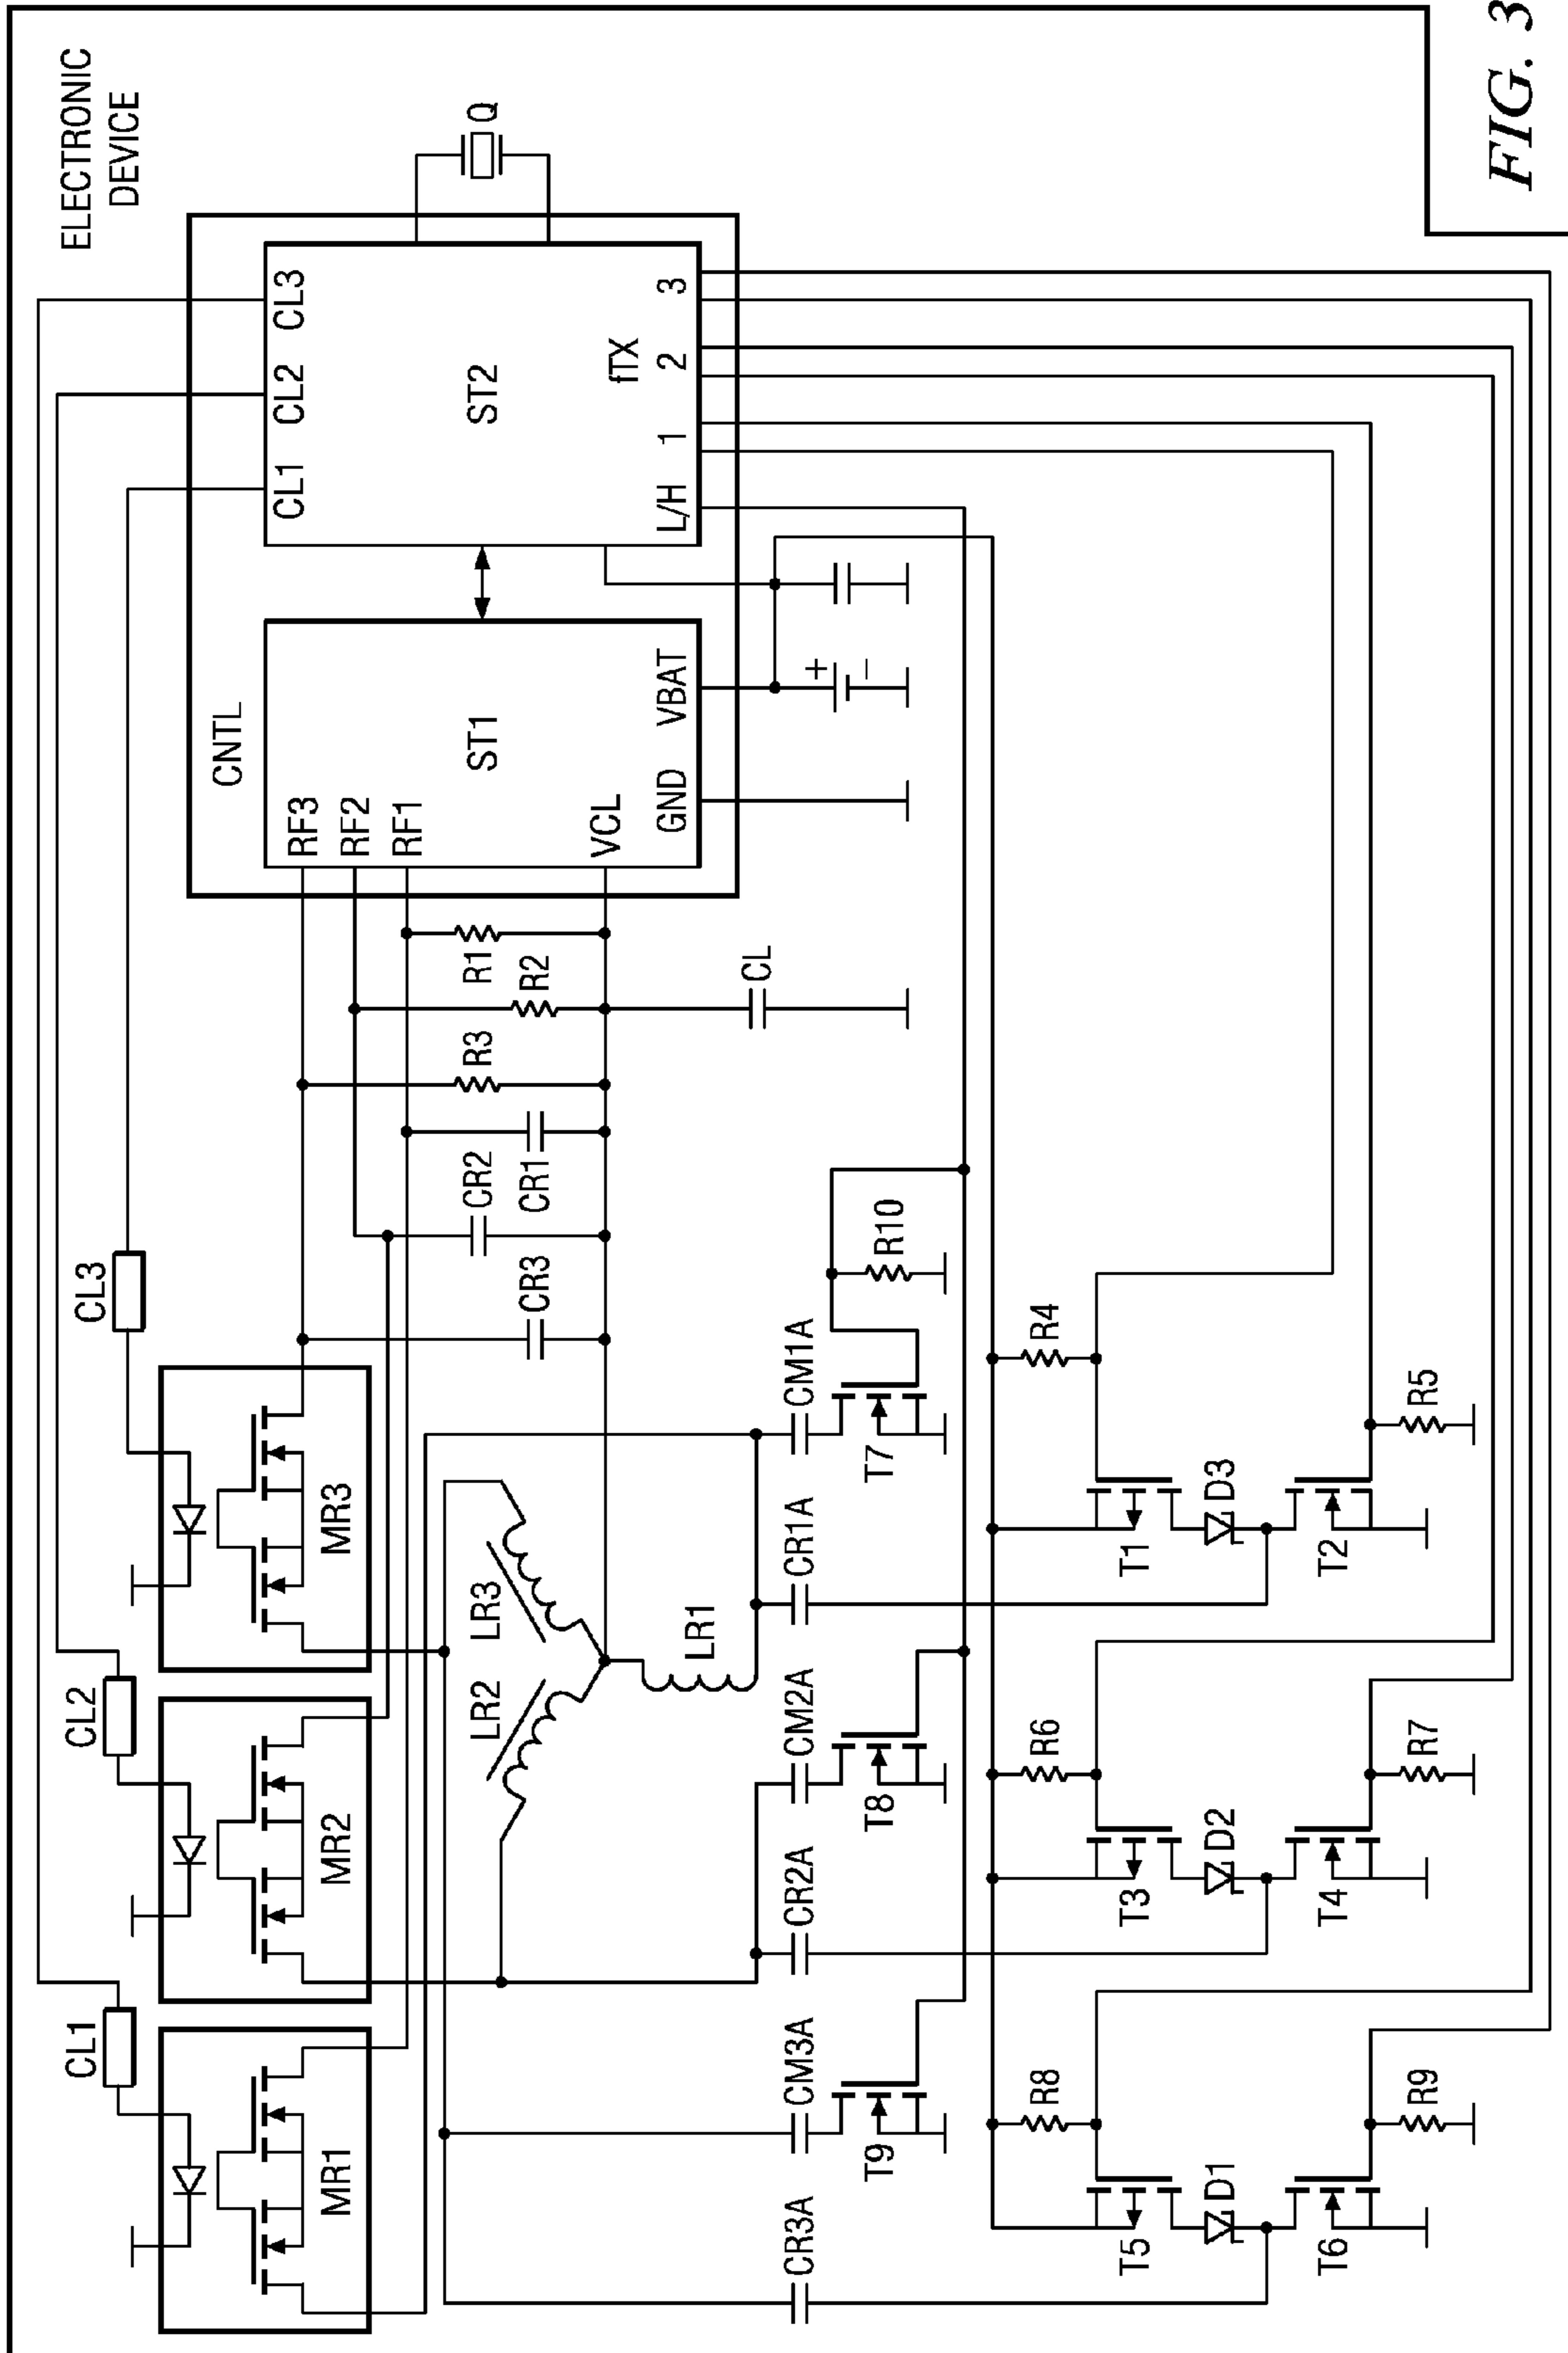 ELECTRONIC
DEVICE
CL1
CL2
CL3
MR1
MR2
MR3
CNTL
RF3
RF2
RF1
VCL
GND
VBAT
ST1
CL1
CL2
CL3
ST2
L/H
1
2
3
fTX
Q
R1
R2
R3
CR1
CR2
CR3
CL
LR2
LR3
LR1
+
−
CR3A
CM3A
CR2A
CM2A
CR1A
CM1A
T9
T8
T7
R10
R8
R6
R4
T5
D1
T3
D2
T1
D3
T6
R9
T4
R7
T2
R5
FIG. 3